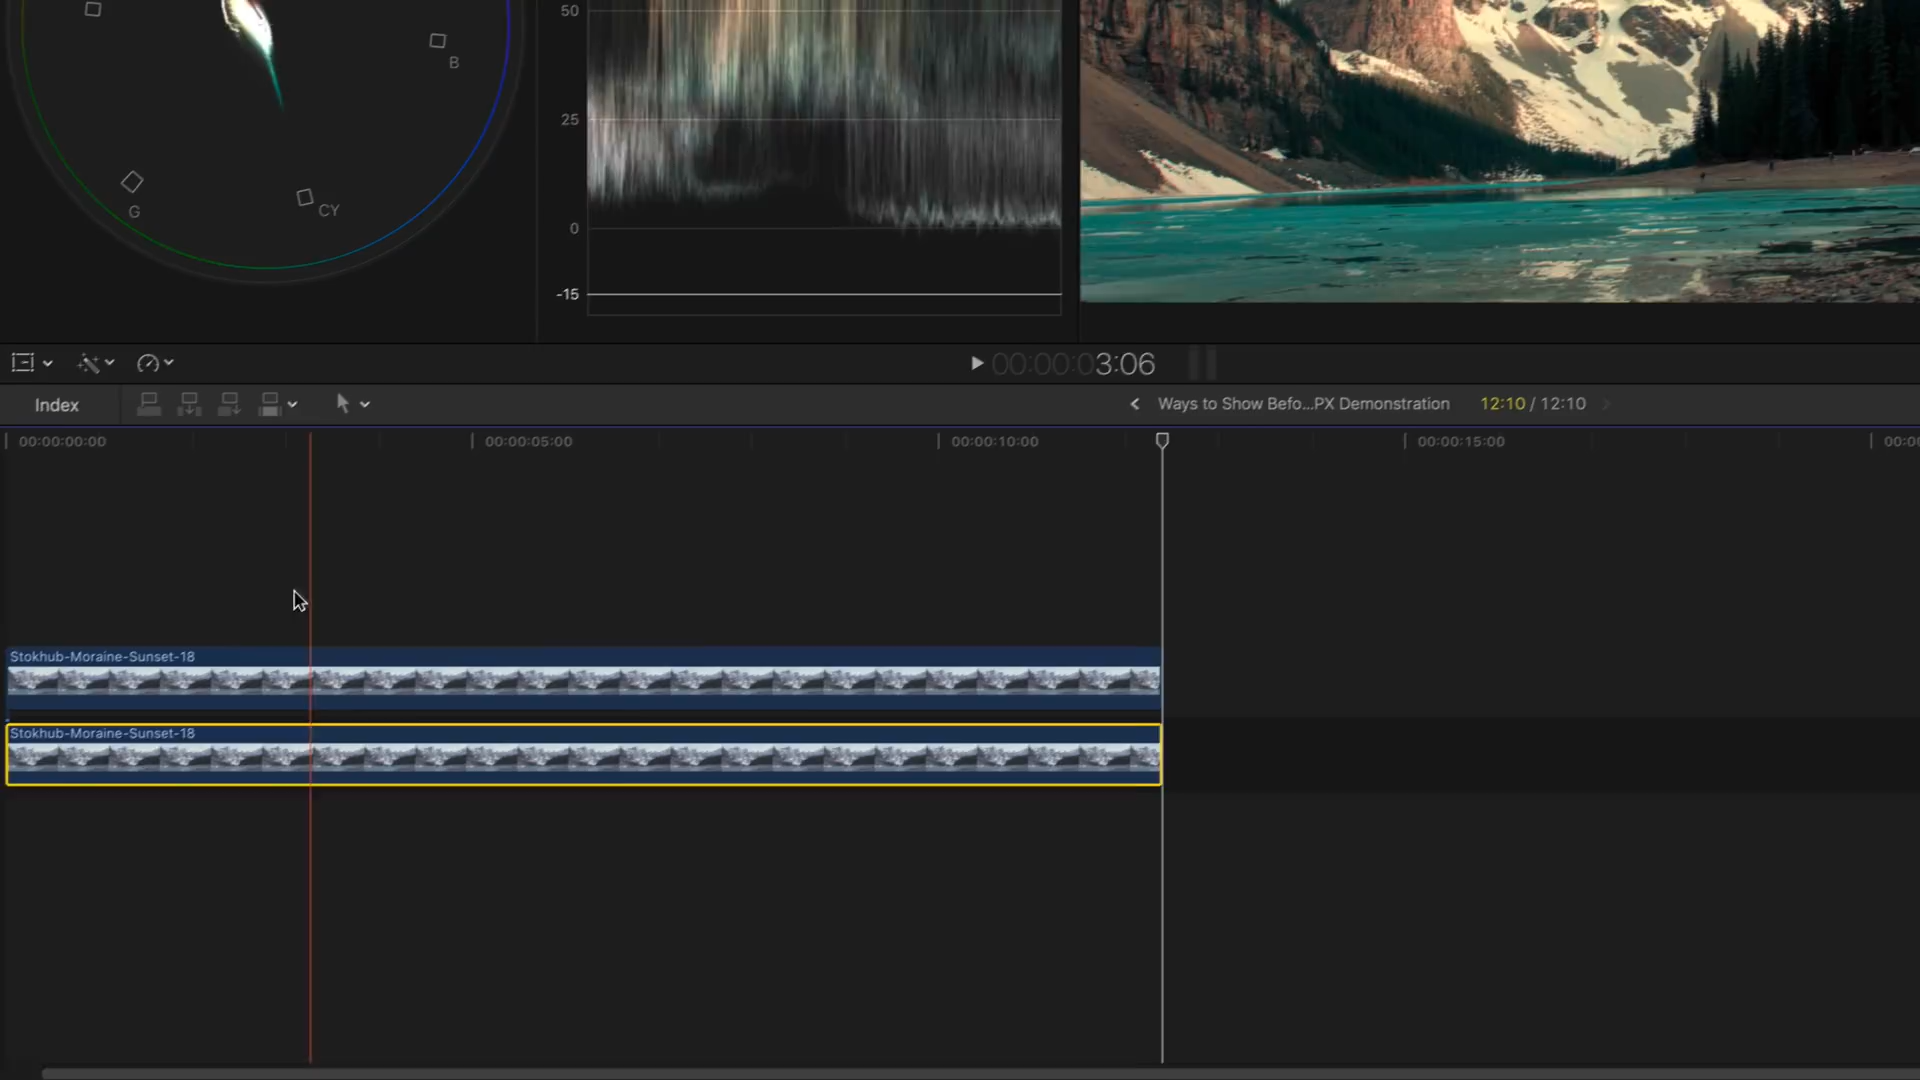 B
G
CY
50
25
0
-15
00:00:03:06
Index
Ways to Show Befo...PX Demonstration
12:10 / 12:10
00:00:00:00
00:00:05:00
00:00:10:00
00:00:15:00
00:00
Stokhub-Moraine-Sunset-18
Stokhub-Moraine-Sunset-18